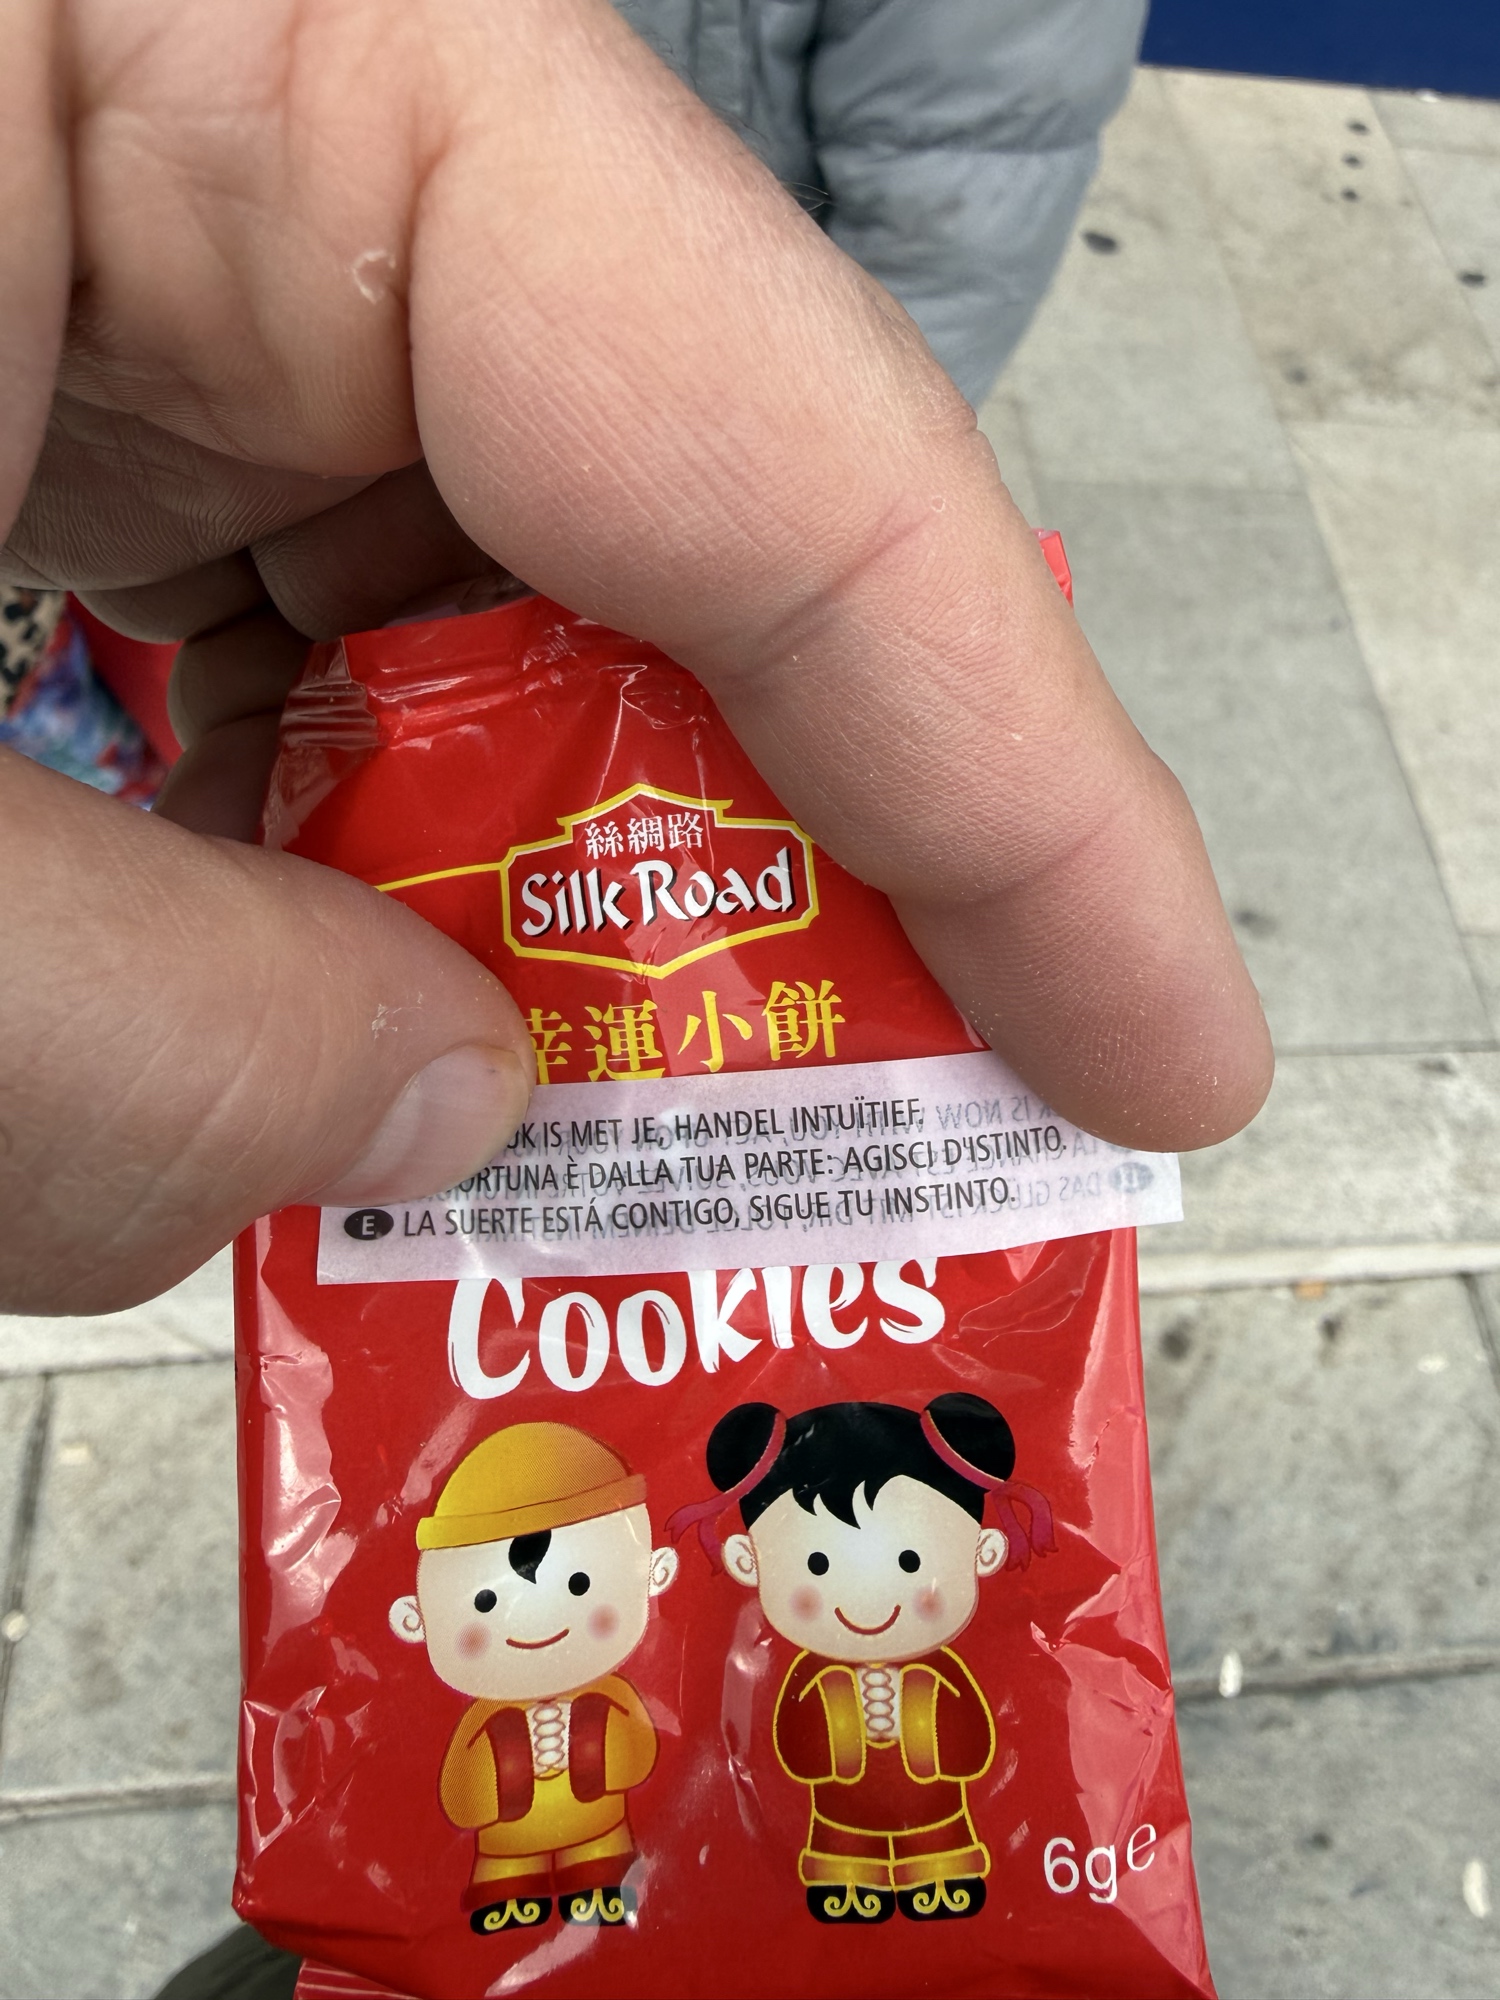 絲綢路
Silk Road
幸運小餅
IS MET JE, HANDEL INTUÏTIEF.
FORTUNA È DALLA TUA PARTE: AGISCI D'ISTINTO.
E LA SUERTE ESTÁ CONTIGO, SIGUE TU INSTINTO.
Cookies
6g e